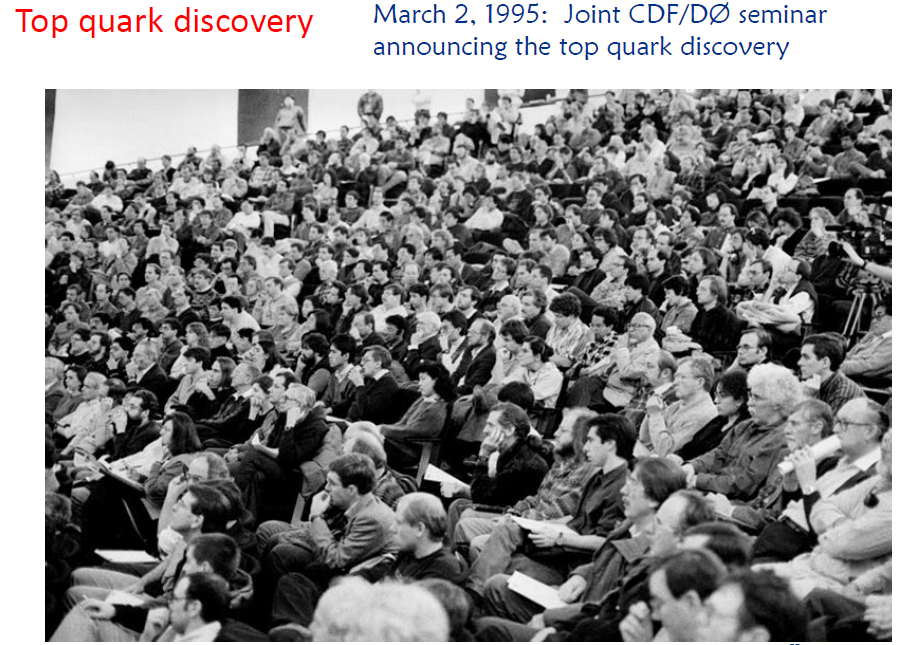 Top quark discovery
March 2, 1995: Joint CDF/DØ seminar
announcing the top quark discovery